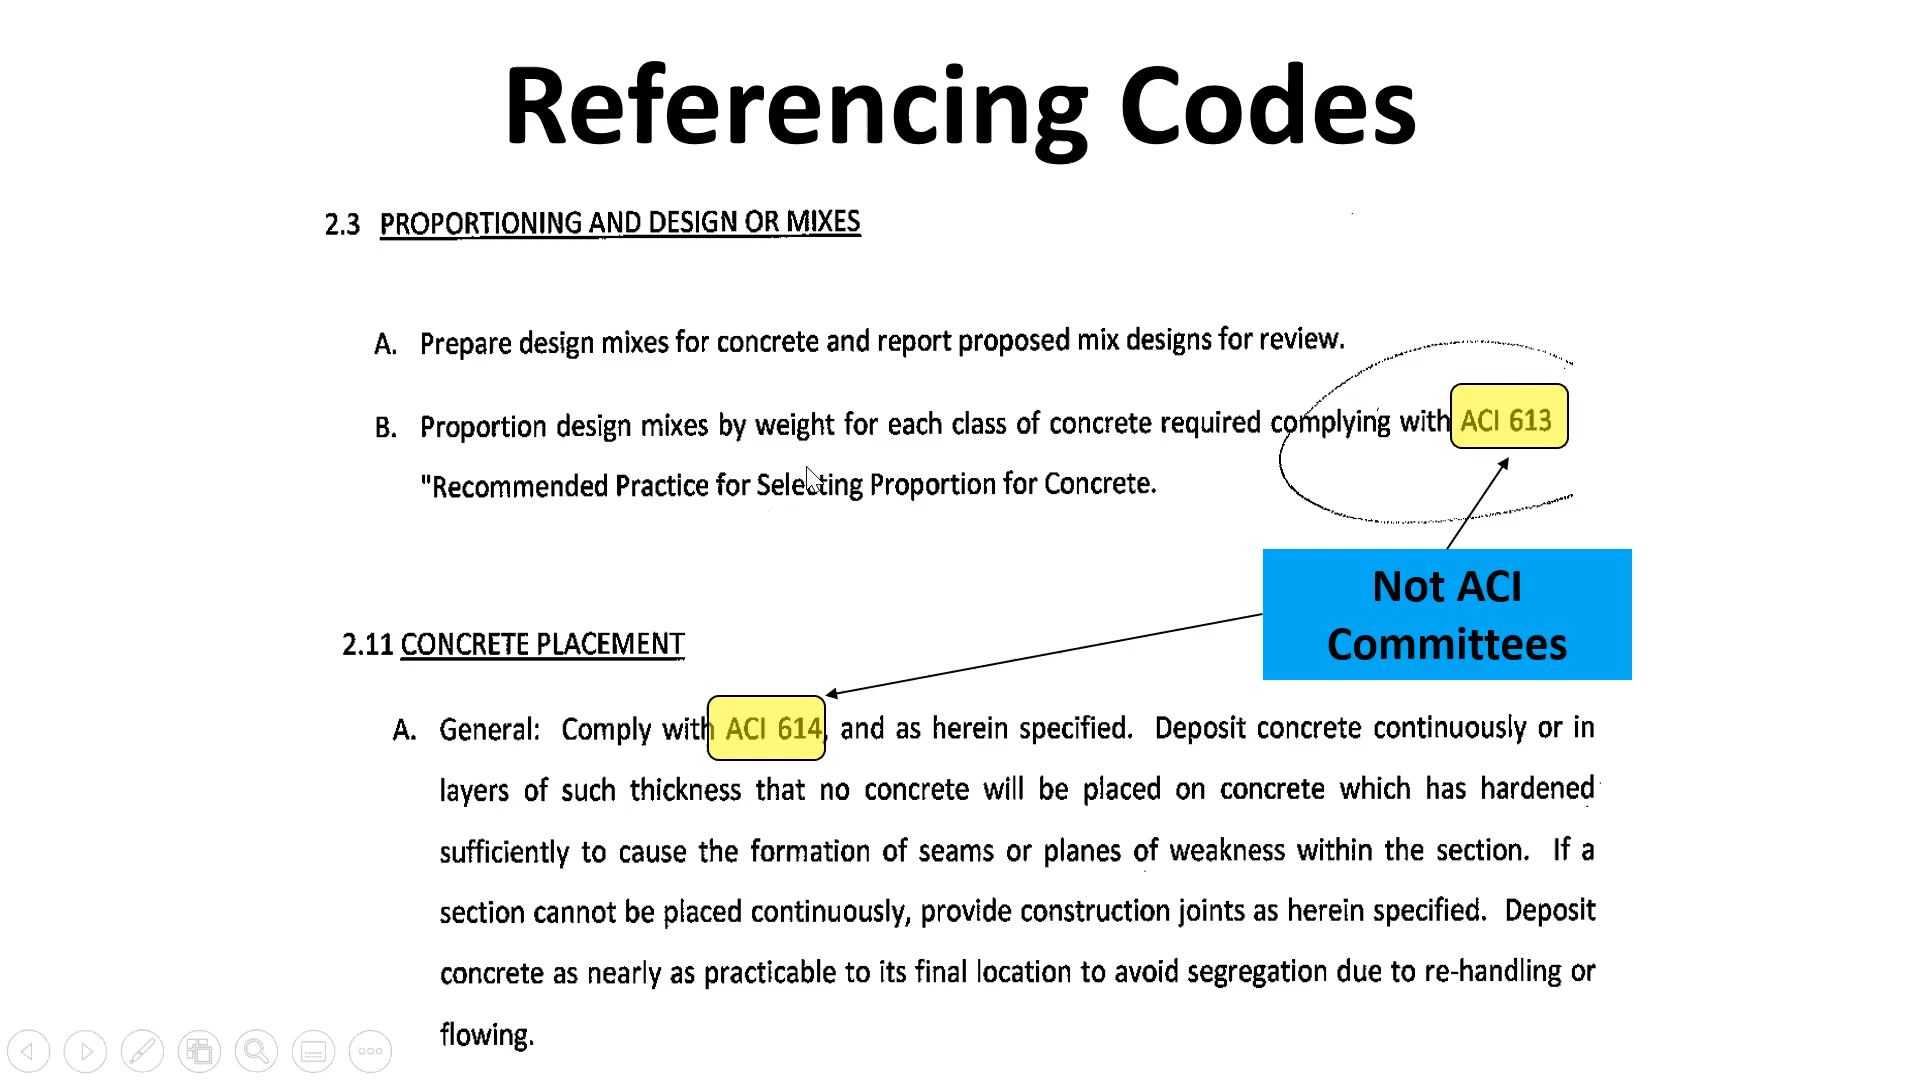 Referencing Codes
2.3 PROPORTIONING AND DESIGN OR MIXES
A. Prepare design mixes for concrete and report proposed mix designs for review.
B. Proportion design mixes by weight for each class of concrete required complying with ACI 613
"Recommended Practice for Selecting Proportion for Concrete.
Not ACI
Committees
2.11 CONCRETE PLACEMENT
A. General: Comply with ACI 614, and as herein specified. Deposit concrete continuously or in
layers of such thickness that no concrete will be placed on concrete which has hardened
sufficiently to cause the formation of seams or planes of weakness within the section. If a
section cannot be placed continuously, provide construction joints as herein specified. Deposit
concrete as nearly as practicable to its final location to avoid segregation due to re-handling or
flowing.